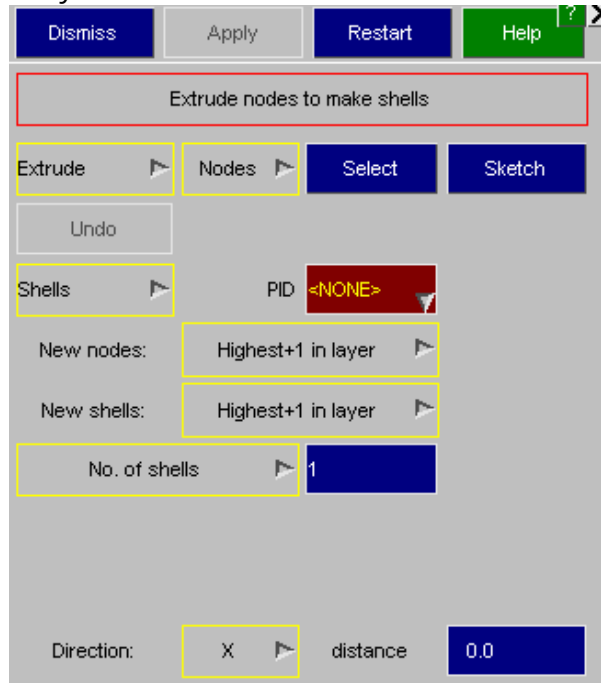 Dismiss Apply Restart Help ? X
Extrude nodes to make shells
Extrude Nodes Select Sketch
Undo
Shells PID <NONE>
New nodes: Highest+1 in layer
New shells: Highest+1 in layer
No. of shells 1
Direction: X distance 0.0